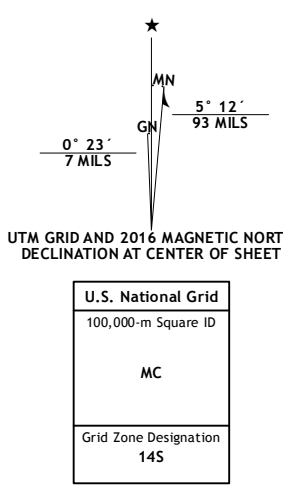 ★
MN
5° 12´
93 MILS
GN
0° 23´
7 MILS
UTM GRID AND 2016 MAGNETIC NORT
DECLINATION AT CENTER OF SHEET
U.S. National Grid
100,000-m Square ID
MC
Grid Zone Designation
14S